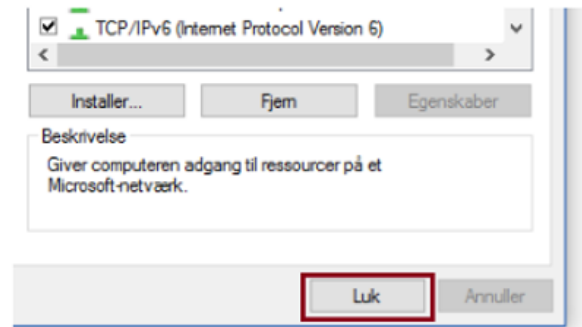 TCP/IPv6 (Internet Protocol Version 6)
Installer...
Fjern
Egenskaber
Beskrivelse
Giver computeren adgang til ressourcer på et
Microsoft-netværk.
Luk
Annuller